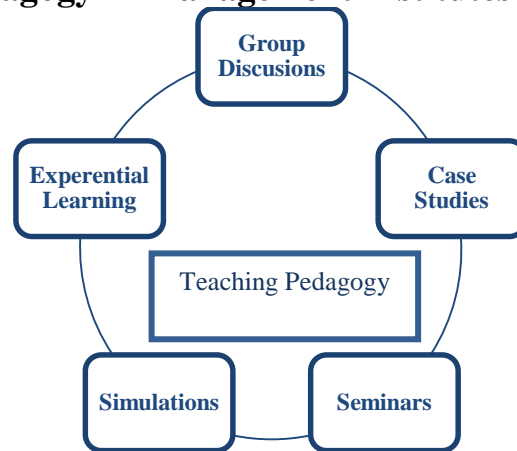 Group
Discusions
Experential
Learning
Case
Studies
Teaching Pedagogy
Simulations
Seminars